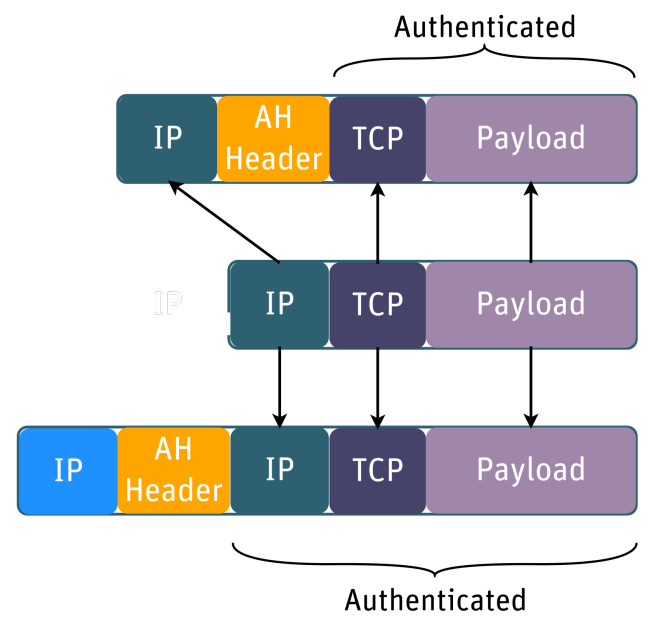 Authenticated
IP
AH
Header
TCP
Payload
IP
IP
TCP
Payload
IP
AH
Header
IP
TCP
Payload
Authenticated